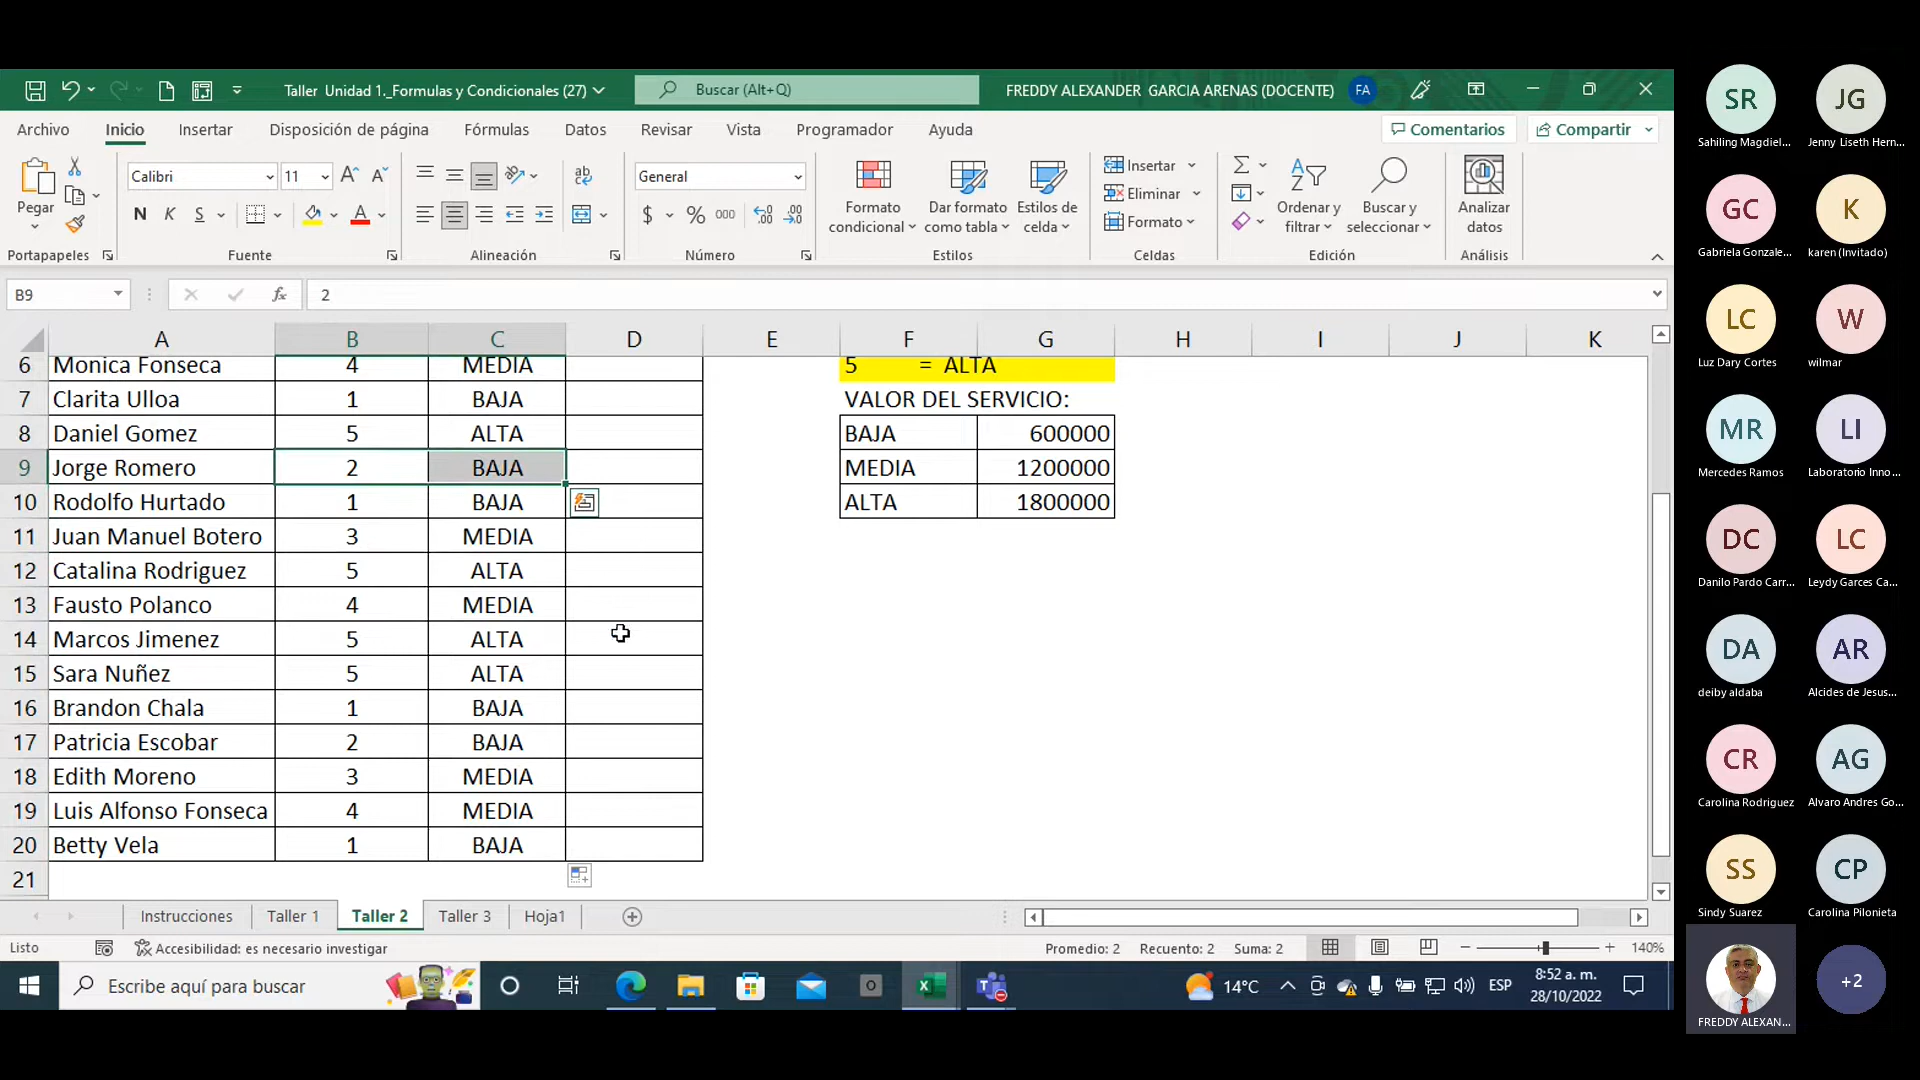 Taller Unidad 1._Formulas y Condicionales (27)
Buscar (Alt+Q)
FREDDY ALEXANDER GARCIA ARENAS (DOCENTE)
FA
Archivo Inicio Insertar Disposición de página Fórmulas Datos Revisar Vista Programador Ayuda
Comentarios
Compartir
Pegar
Calibri
11
General
Formato condicional
Dar formato como tabla
Estilos de celda
Insertar
Eliminar
Formato
Ordenar y filtrar
Buscar y seleccionar
Analizar datos
N K S
$ % 000
Portapapeles Fuente Alineación Número Estilos Celdas Edición Análisis
B9
fx
2
A B C D E F G H I J K
6 Monica Fonseca 4 MEDIA 5 = ALTA
7 Clarita Ulloa 1 BAJA VALOR DEL SERVICIO:
8 Daniel Gomez 5 ALTA BAJA 600000
9 Jorge Romero 2 BAJA MEDIA 1200000
10 Rodolfo Hurtado 1 BAJA ALTA 1800000
11 Juan Manuel Botero 3 MEDIA
12 Catalina Rodriguez 5 ALTA
13 Fausto Polanco 4 MEDIA
14 Marcos Jimenez 5 ALTA
15 Sara Nuñez 5 ALTA
16 Brandon Chala 1 BAJA
17 Patricia Escobar 2 BAJA
18 Edith Moreno 3 MEDIA
19 Luis Alfonso Fonseca 4 MEDIA
20 Betty Vela 1 BAJA
21
Instrucciones Taller 1 Taller 2 Taller 3 Hoja1
Listo
Accesibilidad: es necesario investigar
Promedio: 2 Recuento: 2 Suma: 2
140%
Escribe aquí para buscar
14°C
ESP
8:52 a. m.
28/10/2022
SR JG
Sahiling Magdiel... Jenny Liseth Hern...
GC K
Gabriela Gonzale... karen (Invitado)
LC W
Luz Dary Cortes wilmar
MR LI
Mercedes Ramos Laboratorio Inno...
DC LC
Danilo Pardo Carr... Leydy Garces Ca...
DA AR
deiby aldaba Alcides de Jesus...
CR AG
Carolina Rodriguez Alvaro Andres Go...
SS CP
Sindy Suarez Carolina Pilonieta
+2
FREDDY ALEXAN...